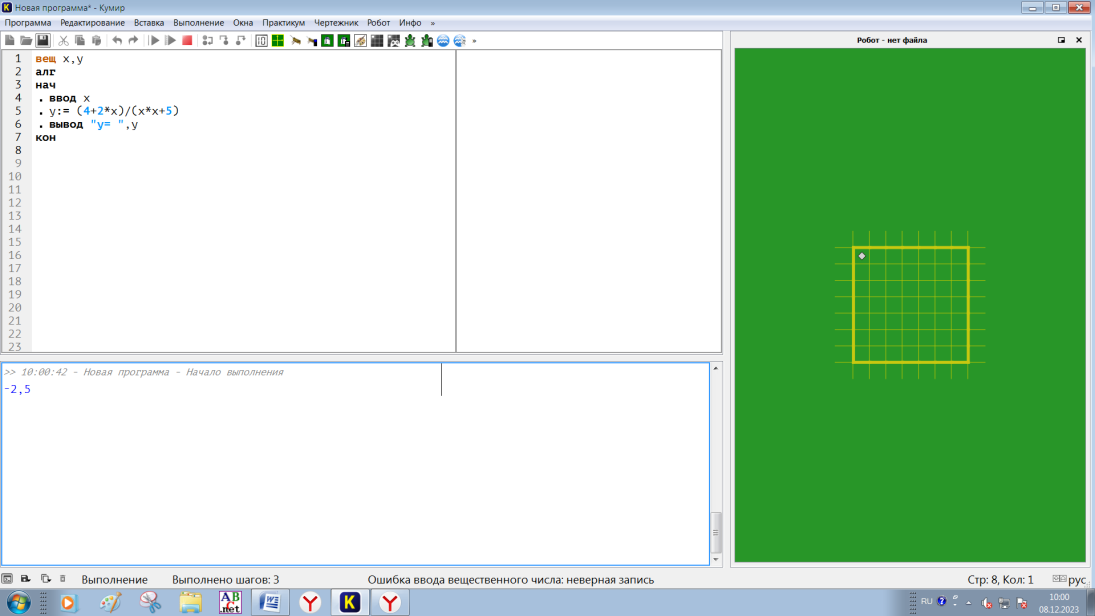 Новая программа* - Кумир
Программа Редактирование Вставка Выполнение Окна Практикум Чертежник Робот Инфо »
Робот - нет файла
1 вещ x,y
2 алг
3 нач
4 . ввод x
5 . y:= (4+2*x)/(x*x+5)
6 . вывод "y= ",y
7 кон
8
9
10
11
12
13
14
15
16
17
18
19
20
21
22
23
>> 10:00:42 - Новая программа - Начало выполнения
-2,5
Выполнение Выполнено шагов: 3 Ошибка ввода вещественного числа: неверная запись Стр: 8, Кол: 1 рус
RU 10:00
08.12.2023